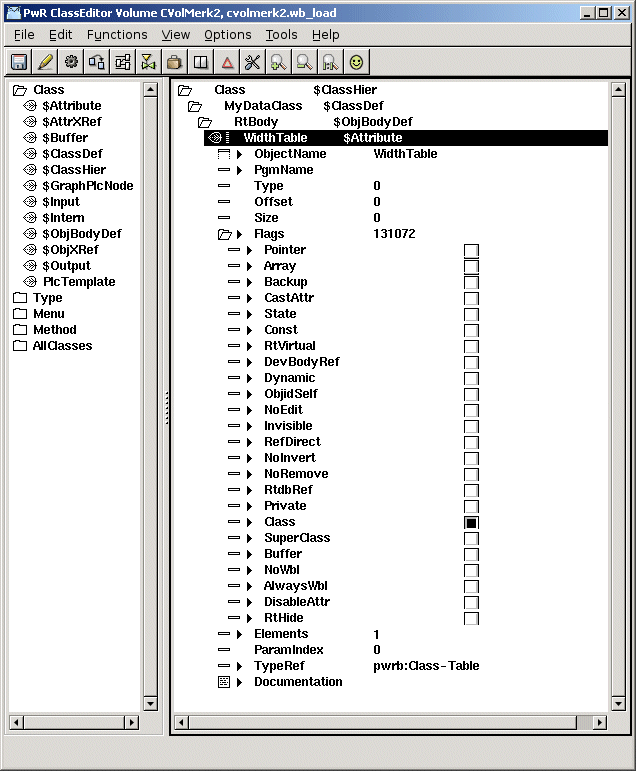 PwR ClassEditor Volume CVolMerk2, cvolmerk2.wb_load
File Edit Functions View Options Tools Help
Class
$Attribute
$AttrXRef
$Buffer
$ClassDef
$ClassHier
$GraphPlcNode
$Input
$Intern
$ObjBodyDef
$ObjXRef
$Output
PlcTemplate
Type
Menu
Method
AllClasses
Class $ClassHier
MyDataClass $ClassDef
RtBody $ObjBodyDef
WidthTable $Attribute
ObjectName WidthTable
PgmName
Type 0
Offset 0
Size 0
Flags 131072
Pointer
Array
Backup
CastAttr
State
Const
RtVirtual
DevBodyRef
Dynamic
ObjidSelf
NoEdit
Invisible
RefDirect
NoInvert
NoRemove
RtdbRef
Private
Class
SuperClass
Buffer
NoWbl
AlwaysWbl
DisableAttr
RtHide
Elements 1
ParamIndex 0
TypeRef pwrb:Class-Table
Documentation